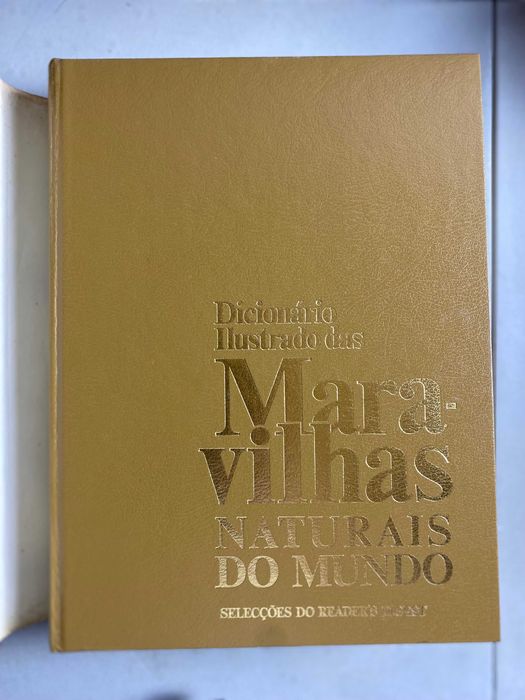 Dicionário
Ilustrado das
Mara-
vilhas
NATURAIS
DO MUNDO
SELECÇÕES DO READER'S